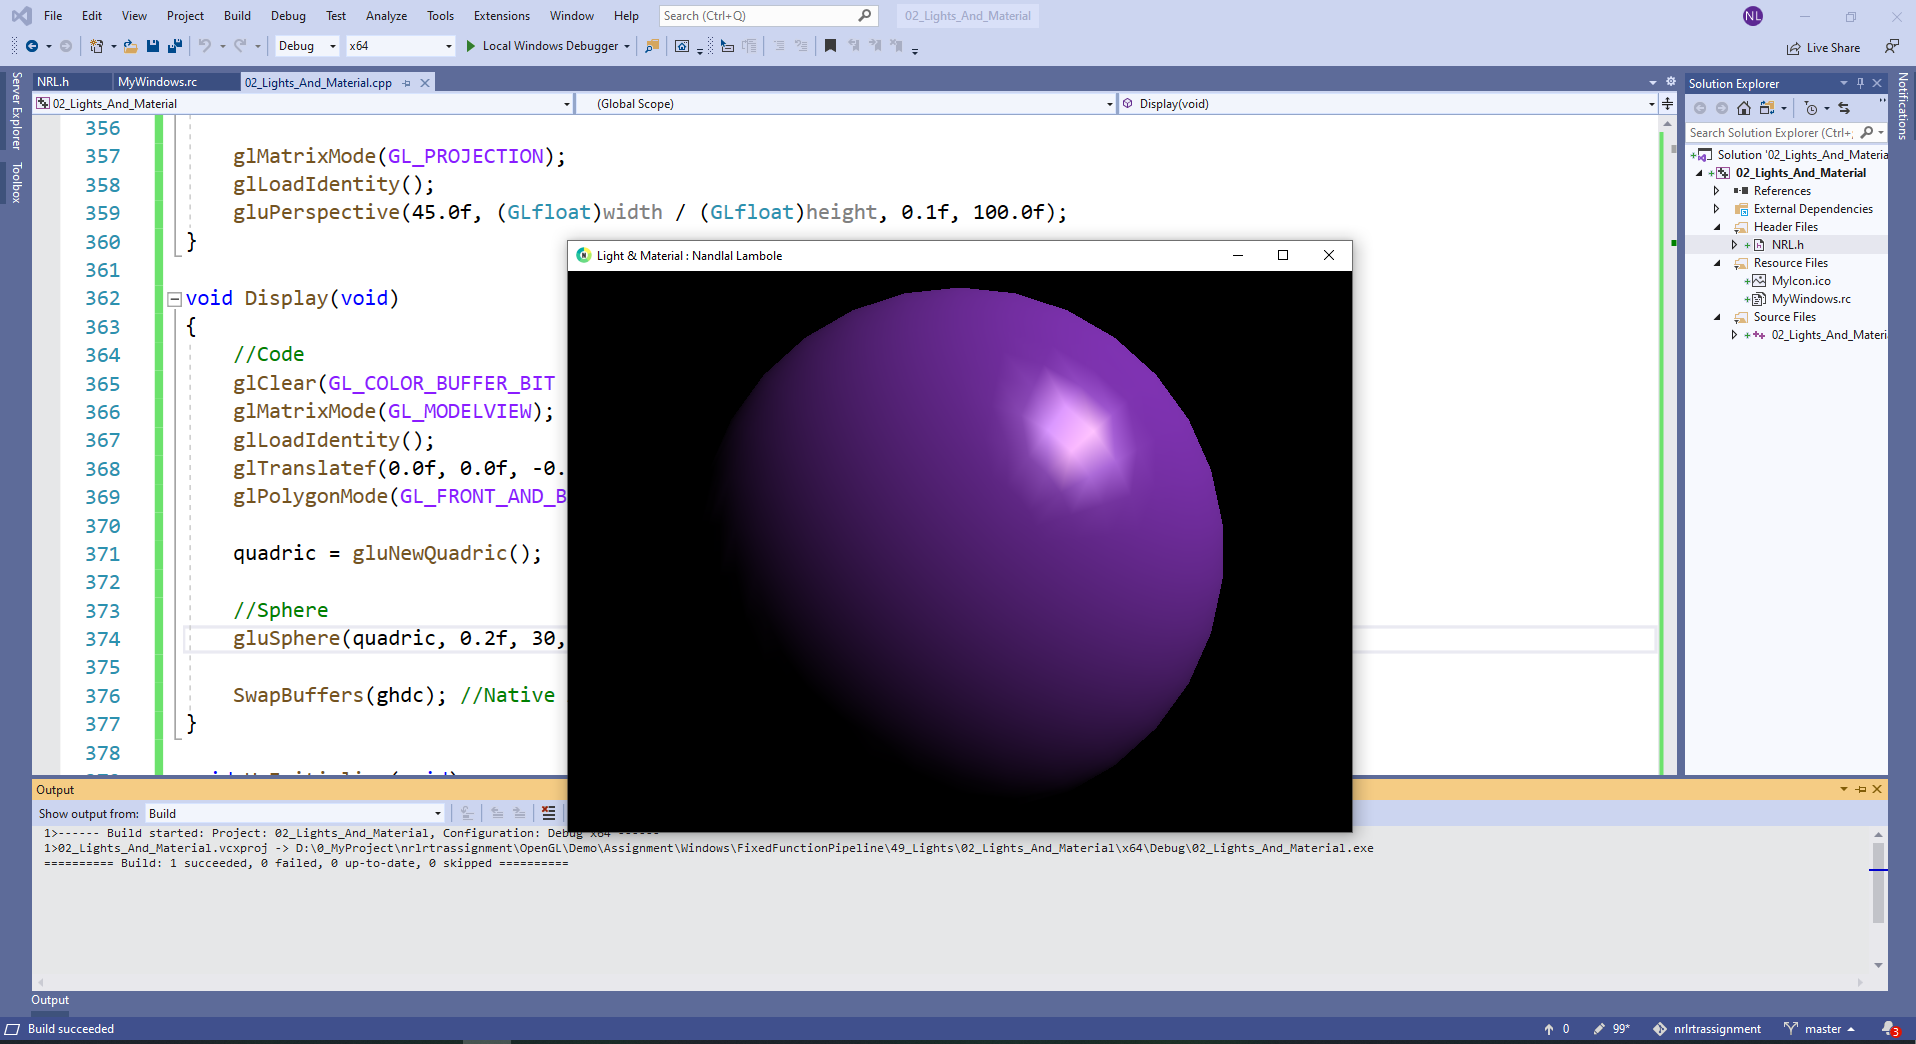 File Edit View Project Build Debug Test Analyze Tools Extensions Window Help Search (Ctrl+Q) 02_Lights_And_Material NL
Debug x64 Local Windows Debugger Live Share
Server Explorer
Toolbox
Notifications
NRL.h MyWindows.rc 02_Lights_And_Material.cpp
02_Lights_And_Material (Global Scope) Display(void)
356
357 glMatrixMode(GL_PROJECTION);
358 glLoadIdentity();
359 gluPerspective(45.0f, (GLfloat)width / (GLfloat)height, 0.1f, 100.0f);
360 }
361
362 void Display(void)
363 {
364 //Code
365 glClear(GL_COLOR_BUFFER_BIT
366 glMatrixMode(GL_MODELVIEW);
367 glLoadIdentity();
368 glTranslatef(0.0f, 0.0f, -0.
369 glPolygonMode(GL_FRONT_AND_B
370
371 quadric = gluNewQuadric();
372
373 //Sphere
374 gluSphere(quadric, 0.2f, 30,
375
376 SwapBuffers(ghdc); //Native
377 }
378
Light & Material : Nandlal Lambole
Solution Explorer
Search Solution Explorer (Ctrl+;
Solution '02_Lights_And_Materia
02_Lights_And_Material
References
External Dependencies
Header Files
NRL.h
Resource Files
MyIcon.ico
MyWindows.rc
Source Files
02_Lights_And_Materi
Output
Show output from: Build
1>------ Build started: Project: 02_Lights_And_Material, Configuration: Debug x64 ------
1>02_Lights_And_Material.vcxproj -> D:\0_MyProject\nrlrtrassignment\OpenGL\Demo\Assignment\Windows\FixedFunctionPipeline\49_Lights\02_Lights_And_Material\x64\Debug\02_Lights_And_Material.exe
========== Build: 1 succeeded, 0 failed, 0 up-to-date, 0 skipped ==========
Output
Build succeeded 0 99* nrlrtrassignment master 3